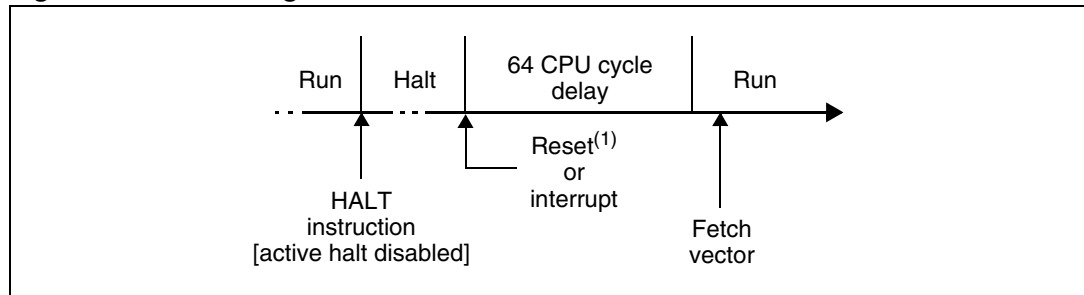 Run
Halt
64 CPU cycle
delay
Run
Reset(1)
or
interrupt
HALT
instruction
[active halt disabled]
Fetch
vector